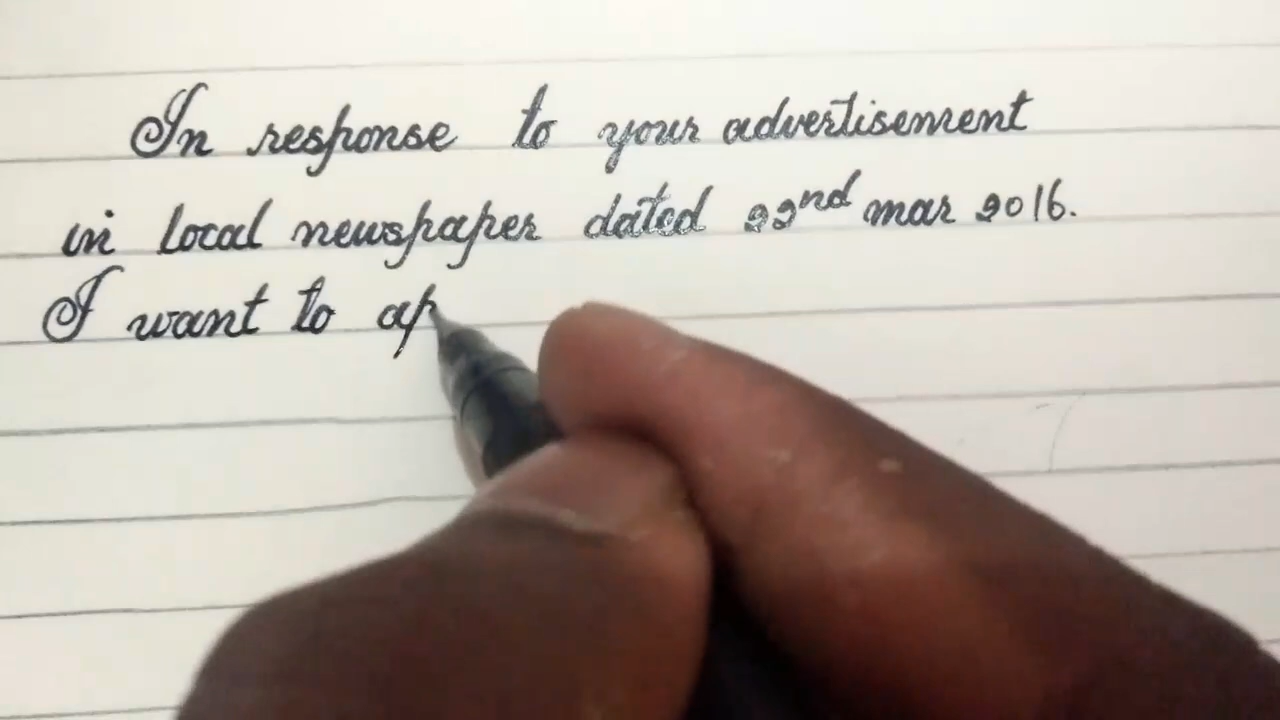 In response to your advertisement
in local newspaper dated 22nd mar 2016.
I want to ap